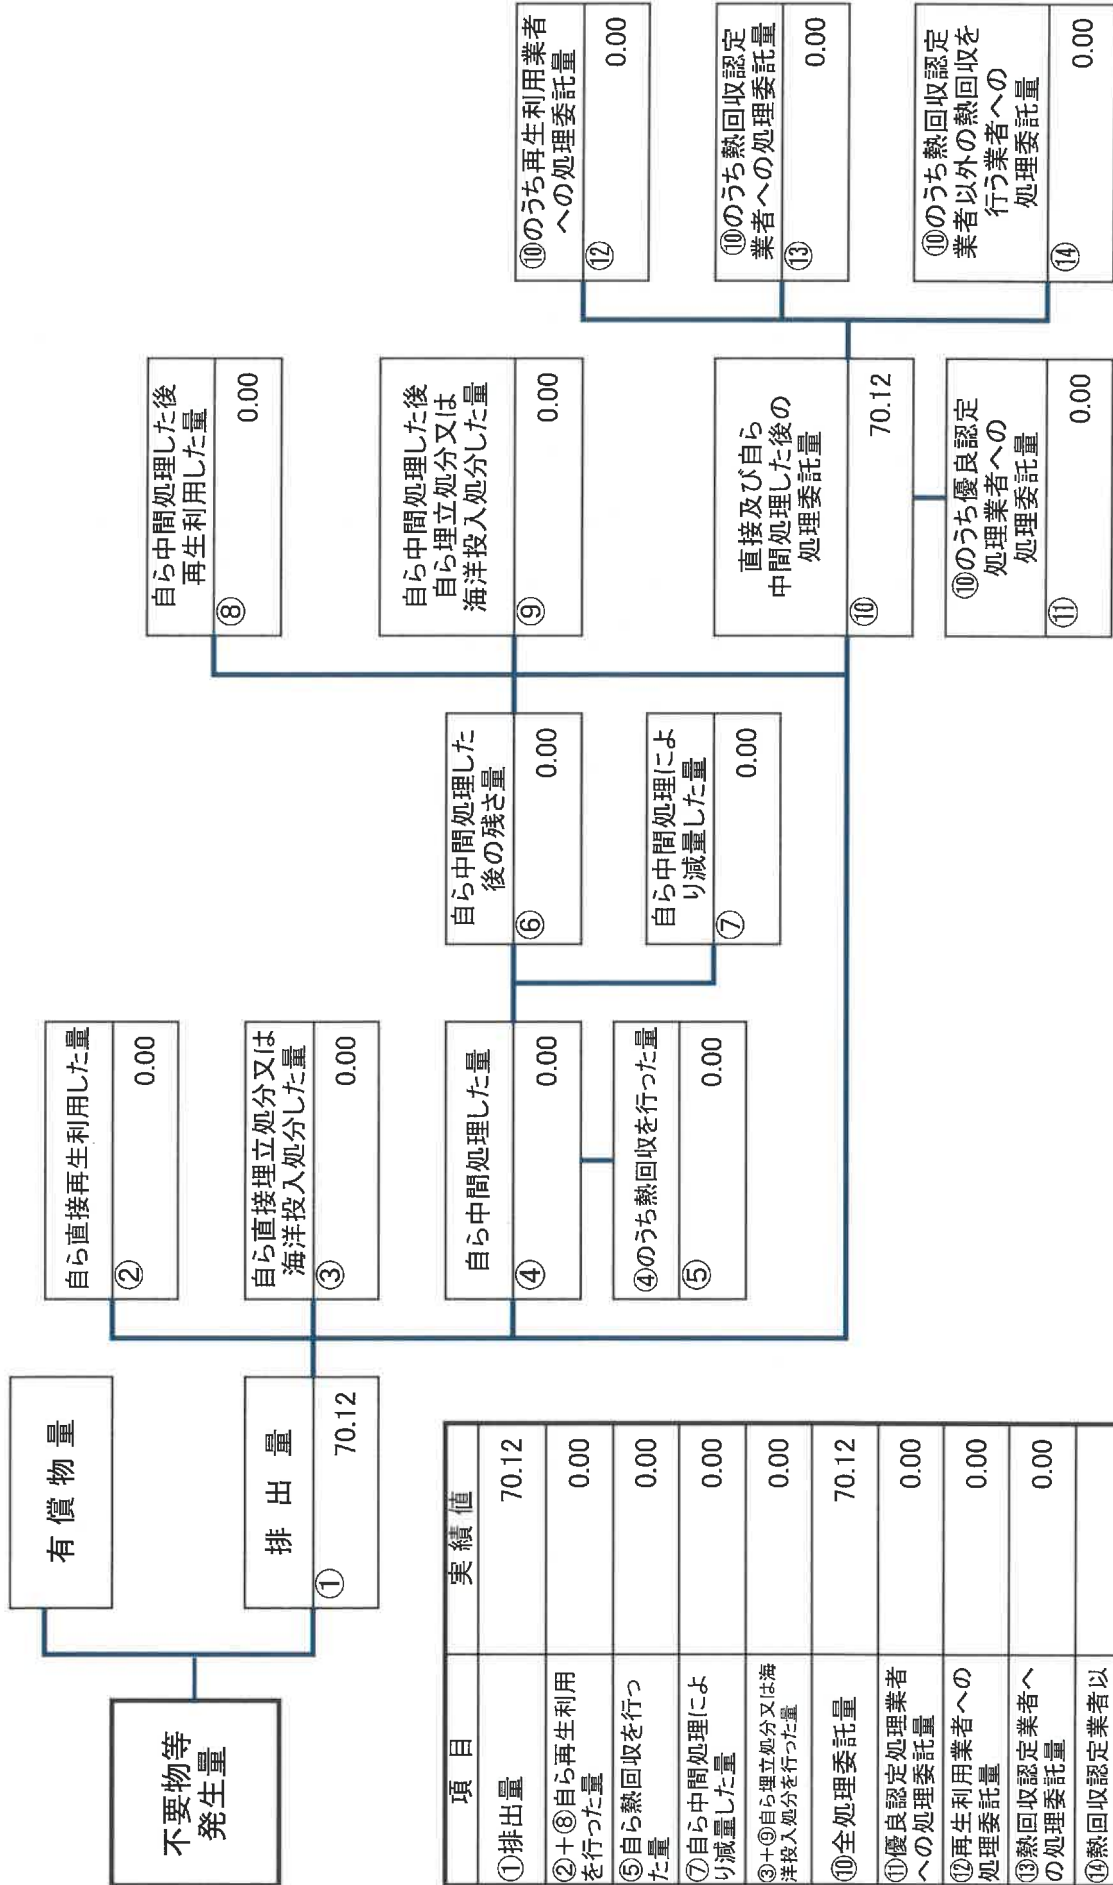 不要物等
発生量
有償物量
排出量
①
70.12
自ら直接再生利用した量
②
0.00
自ら直接埋立処分又は
海洋投入処分した量
③
0.00
自ら中間処理した量
④
0.00
④のうち熱回収を行った量
⑤
0.00
自ら中間処理した
後の残さ量
⑥
0.00
自ら中間処理によ
り減量した量
⑦
0.00
自ら中間処理した後
再生利用した量
⑧
0.00
自ら中間処理した後
自ら埋立処分又は
海洋投入処分した量
⑨
0.00
直接及び自ら
中間処理した後の
処理委託量
⑩
70.12
⑩のうち優良認定
処理業者への
処理委託量
⑪
0.00
⑩のうち再生利用業者
への処理委託量
⑫
0.00
⑩のうち熱回収認定
業者への処理委託量
⑬
0.00
⑩のうち熱回収認定
業者以外の熱回収を
行う業者への
処理委託量
⑭
0.00
項目 実績値
①排出量 70.12
②+⑧自ら再生利用
を行った量 0.00
⑤自ら熱回収を行っ
た量 0.00
⑦自ら中間処理によ
り減量した量 0.00
③+⑨自ら埋立処分又は海
洋投入処分を行った量 0.00
⑩全処理委託量 70.12
⑪優良認定処理業者
への処理委託量 0.00
⑫再生利用業者への
処理委託量 0.00
⑬熱回収認定業者へ
の処理委託量 0.00
⑭熱回収認定業者以